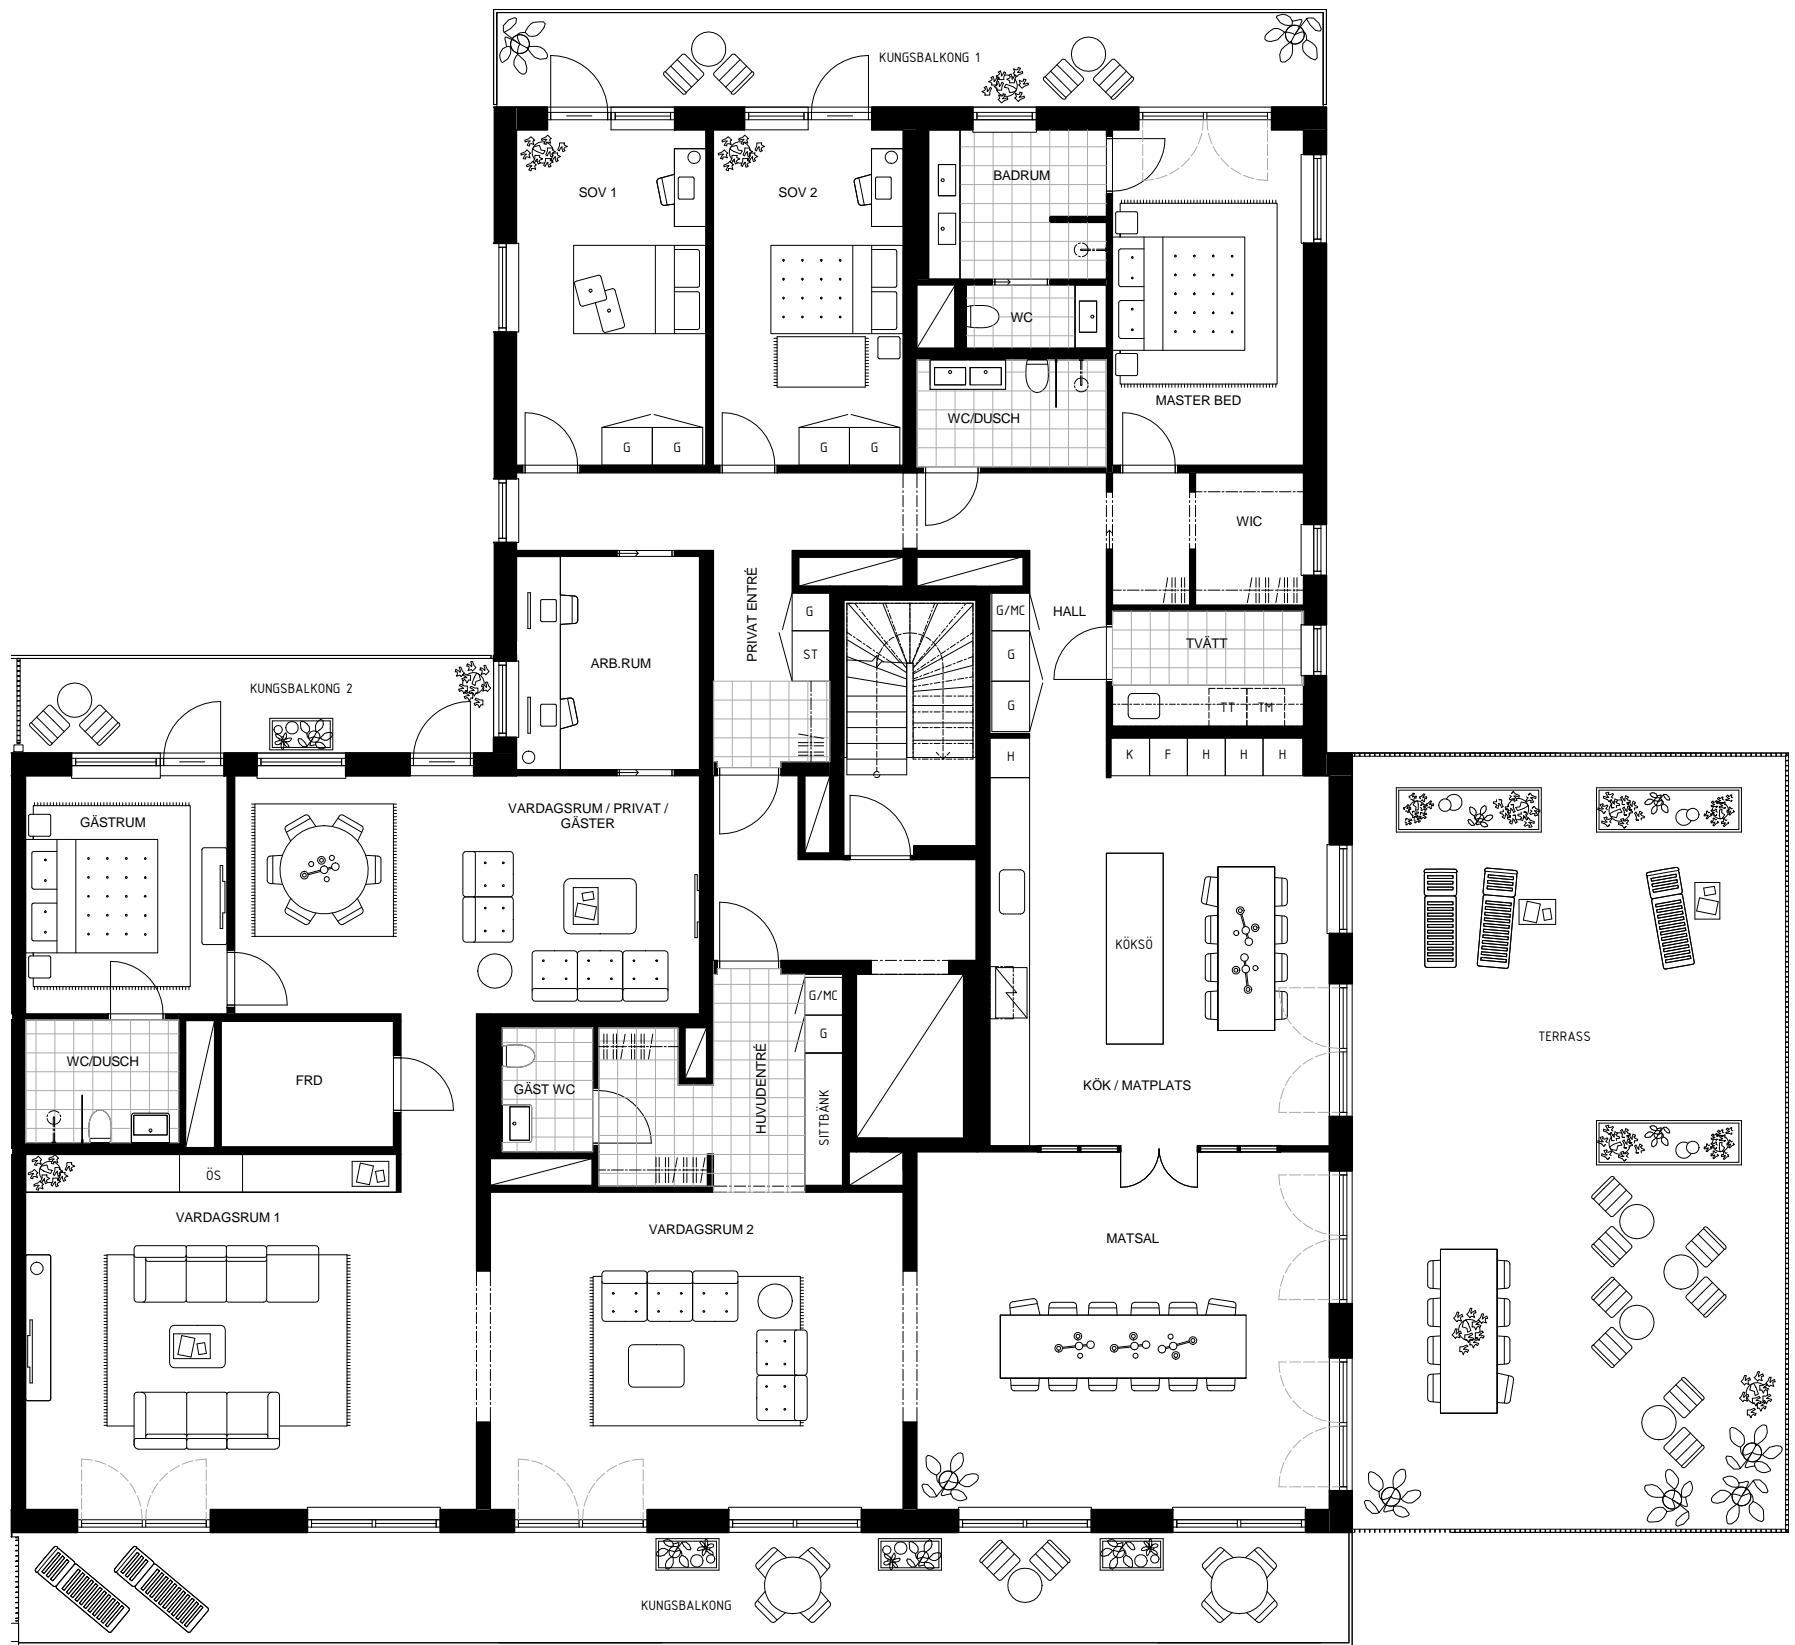 KUNGSBALKONG 1
SOV 1
SOV 2
BADRUM
WC
MASTER BED
WC/DUSCH
G
G
G
G
WIC
PRIVAT ENTRÉ
G
ST
G/MC
G
G
H
HALL
TVÄTT
TT
TM
ARB.RUM
KUNGSBALKONG 2
K
F
H
H
H
GÄSTRUM
VARDAGSRUM / PRIVAT /
GÄSTER
KÖKSÖ
KÖK / MATPLATS
TERRASS
WC/DUSCH
FRD
GÄST WC
HUVUDENTRÉ
G/MC
G
SITTBÄNK
ÖS
VARDAGSRUM 1
VARDAGSRUM 2
MATSAL
KUNGSBALKONG